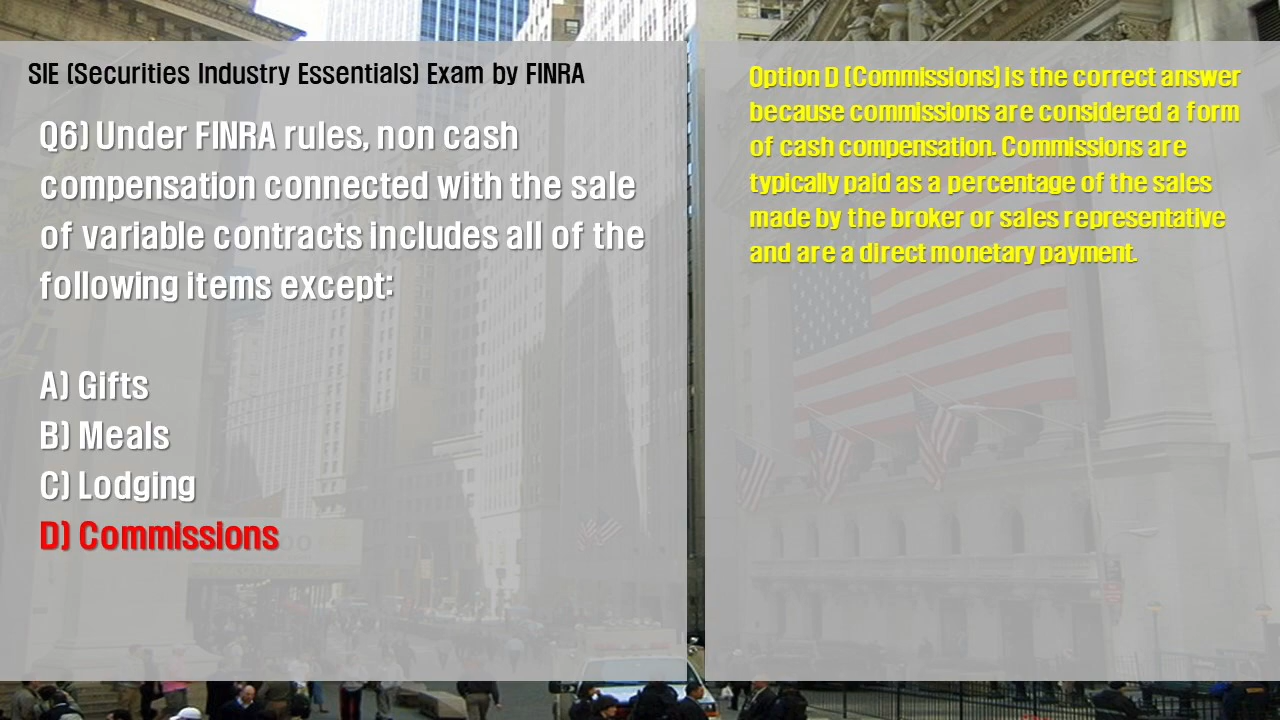 SIE (Securities Industry Essentials) Exam by FINRA
Q6) Under FINRA rules, non cash
compensation connected with the sale
of variable contracts includes all of the
following items except:
A) Gifts
B) Meals
C) Lodging
D) Commissions
Option D (Commissions) is the correct answer
because commissions are considered a form
of cash compensation. Commissions are
typically paid as a percentage of the sales
made by the broker or sales representative
and are a direct monetary payment.